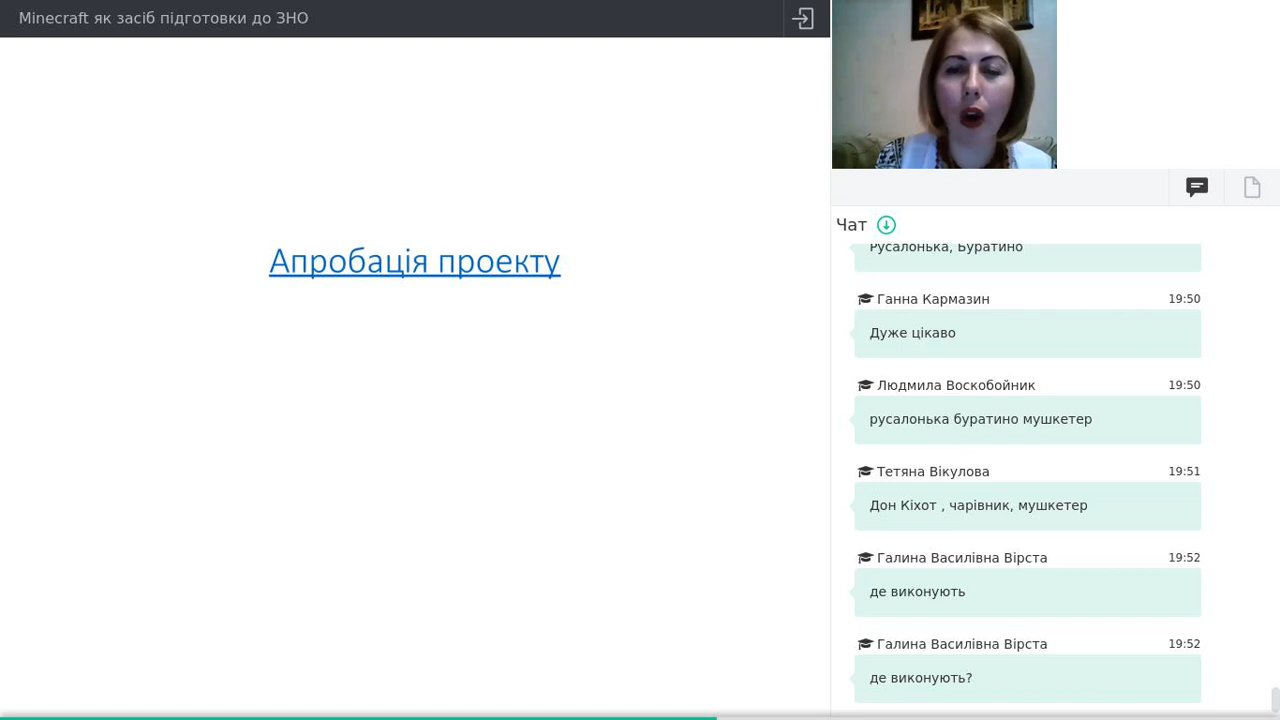 Minecraft як засіб підготовки до ЗНО
Апробація проекту
Чат
Русалонька, Буратино
Ганна Кармазин 19:50
Дуже цікаво
Людмила Воскобойник 19:50
русалонька буратино мушкетер
Тетяна Вікулова 19:51
Дон Кіхот , чарівник, мушкетер
Галина Василівна Вірста 19:52
де виконують
Галина Василівна Вірста 19:52
де виконують?